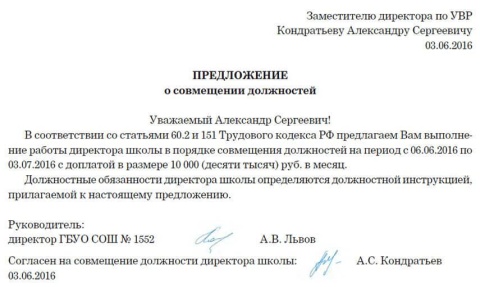 Заместителю директора по УВР
Кондратьеву Александру Сергеевичу
03.06.2016
ПРЕДЛОЖЕНИЕ
о совмещении должностей
Уважаемый Александр Сергеевич!
В соответствии со статьями 60.2 и 151 Трудового кодекса РФ предлагаем Вам выполне-
ние работы директора школы в порядке совмещения должностей на период с 06.06.2016 по
03.07.2016 с доплатой в размере 10 000 (десяти тысяч) руб. в месяц.
Должностные обязанности директора школы определяются должностной инструкцией,
прилагаемой к настоящему предложению.
Руководитель:
директор ГБУО СОШ № 1552 А.В. Львов
Согласен на совмещение должности директора школы: А.С. Кондратьев
03.06.2016